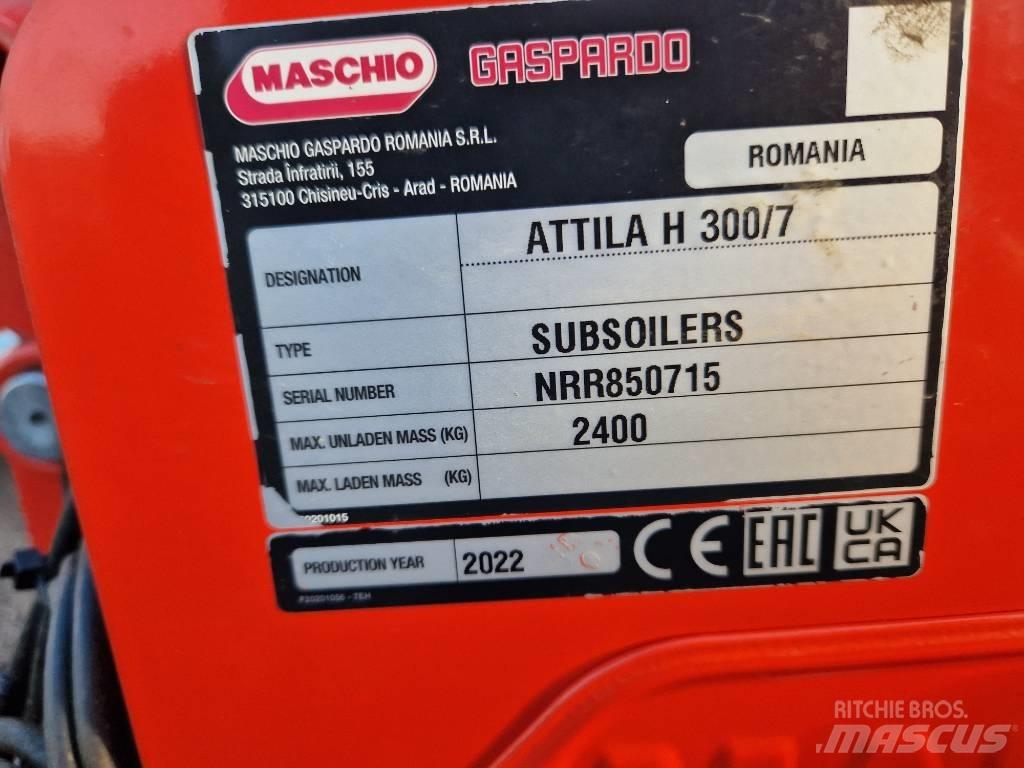 MASCHIO GASPARDO
MASCHIO GASPARDO ROMANIA S.R.L.
Strada Înfratirii, 155
315100 Chisineu-Cris - Arad - ROMANIA
ROMANIA
DESIGNATION ATTILA H 300/7
TYPE SUBSOILERS
SERIAL NUMBER NRR850715
MAX. UNLADEN MASS (KG) 2400
MAX. LADEN MASS (KG)
PRODUCTION YEAR 2022
CE EAC UK CA
RITCHIE BROS.
MASCUS